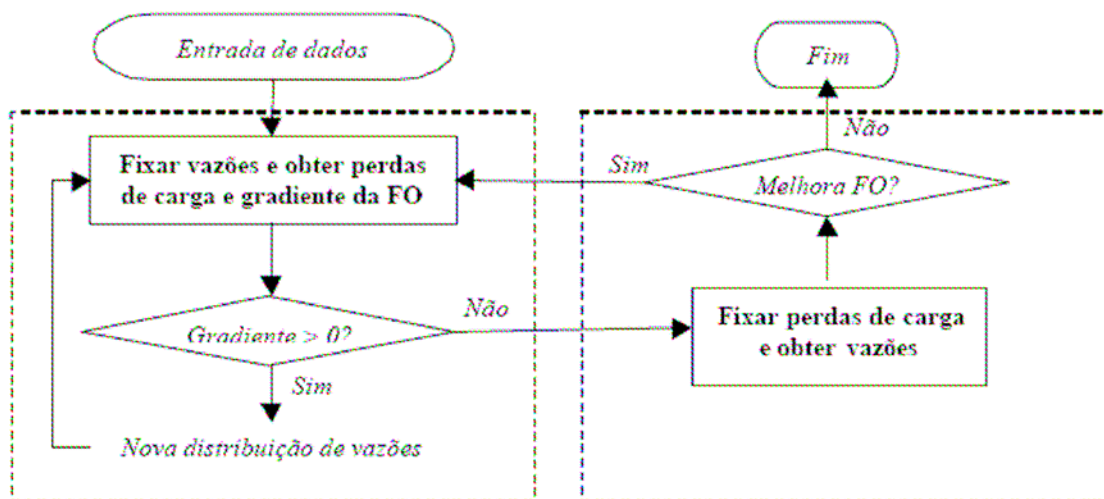 Entrada de dados
Fixar vazões e obter perdas
de carga e gradiente da FO
Gradiente > 0?
Sim
Nova distribuição de vazões
Não
Fixar perdas de carga
e obter vazões
Melhora FO?
Sim
Não
Fim